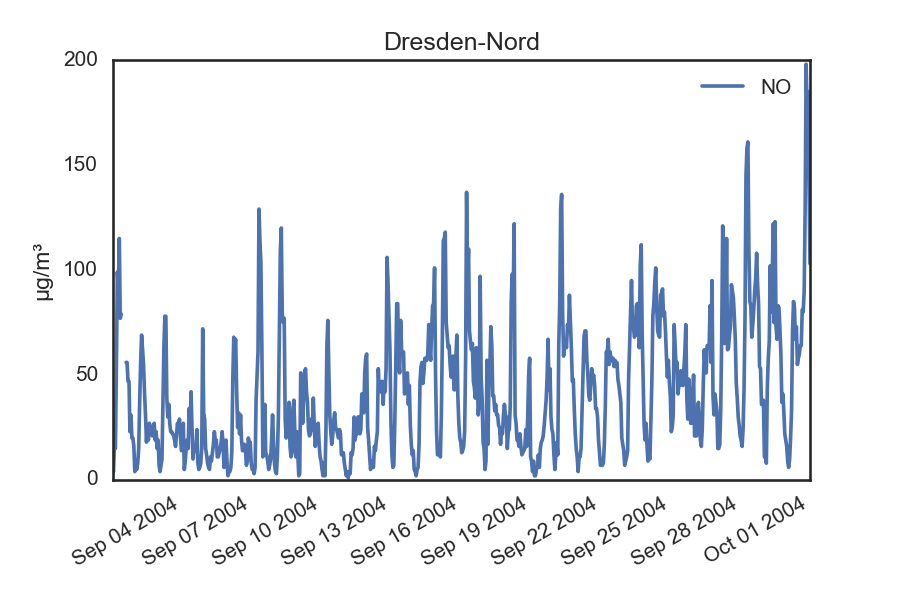 Dresden-Nord
200
150
100
50
0
µg/m³
NO
Sep 04 2004
Sep 07 2004
Sep 10 2004
Sep 13 2004
Sep 16 2004
Sep 19 2004
Sep 22 2004
Sep 25 2004
Sep 28 2004
Oct 01 2004